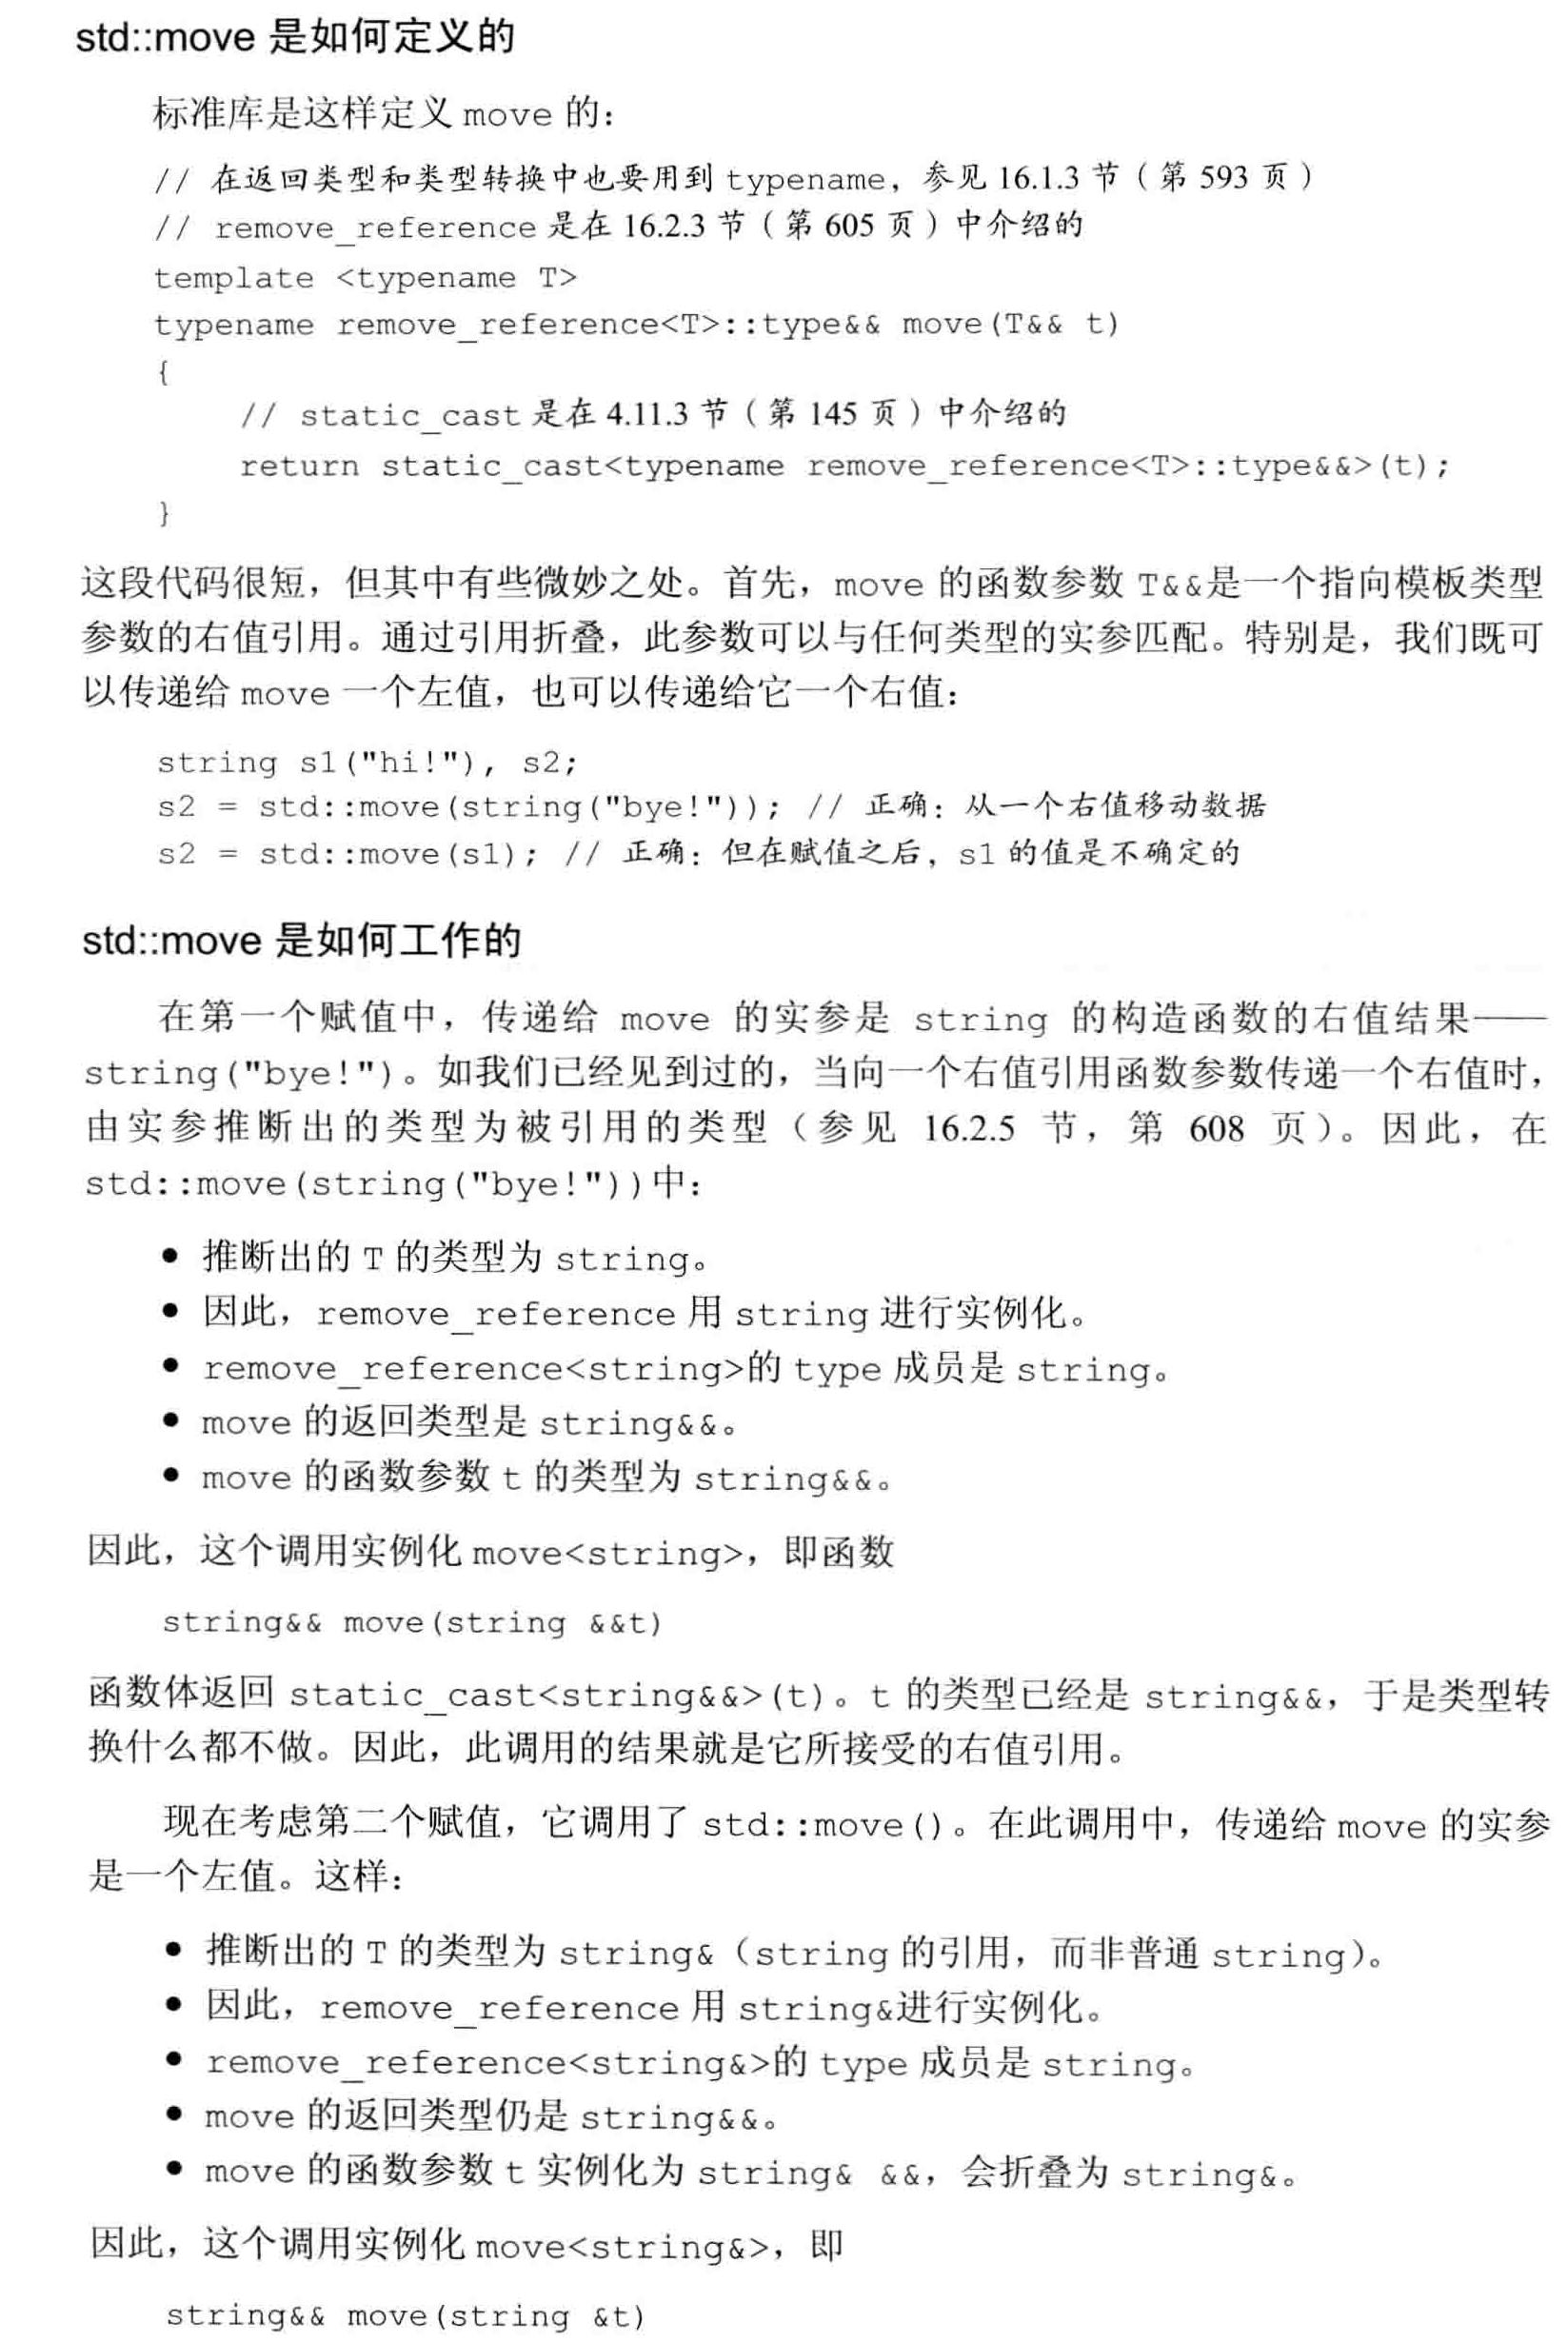 std::move 是如何定义的
标准库是这样定义 move 的：
// 在返回类型和类型转换中也要用到 typename，参见 16.1.3 节（第 593 页）
// remove_reference 是在 16.2.3 节（第 605 页）中介绍的
template <typename T>
typename remove_reference<T>::type&& move(T&& t)
{
// static_cast 是在 4.11.3 节（第 145 页）中介绍的
return static_cast<typename remove_reference<T>::type&&>(t);
}
这段代码很短，但其中有些微妙之处。首先，move 的函数参数 T&&是一个指向模板类型
参数的右值引用。通过引用折叠，此参数可以与任何类型的实参匹配。特别是，我们既可
以传递给 move 一个左值，也可以传递给它一个右值：
string s1("hi!"), s2;
s2 = std::move(string("bye!")); // 正确：从一个右值移动数据
s2 = std::move(s1); // 正确：但在赋值之后，s1 的值是不确定的
std::move 是如何工作的
在第一个赋值中，传递给 move 的实参是 string 的构造函数的右值结果——
string("bye!")。如我们已经见到过的，当向一个右值引用函数参数传递一个右值时，
由实参推断出的类型为被引用的类型（参见 16.2.5 节，第 608 页）。因此，在
std::move(string("bye!"))中：
● 推断出的 T 的类型为 string。
● 因此，remove_reference 用 string 进行实例化。
● remove_reference<string>的 type 成员是 string。
● move 的返回类型是 string&&。
● move 的函数参数 t 的类型为 string&&。
因此，这个调用实例化 move<string>，即函数
string&& move(string &&t)
函数体返回 static_cast<string&&>(t)。t 的类型已经是 string&&，于是类型转
换什么都不做。因此，此调用的结果就是它所接受的右值引用。
现在考虑第二个赋值，它调用了 std::move()。在此调用中，传递给 move 的实参
是一个左值。这样：
● 推断出的 T 的类型为 string&（string 的引用，而非普通 string）。
● 因此，remove_reference 用 string&进行实例化。
● remove_reference<string&>的 type 成员是 string。
● move 的返回类型仍是 string&&。
● move 的函数参数 t 实例化为 string& &&，会折叠为 string&。
因此，这个调用实例化 move<string&>，即
string&& move(string &t)